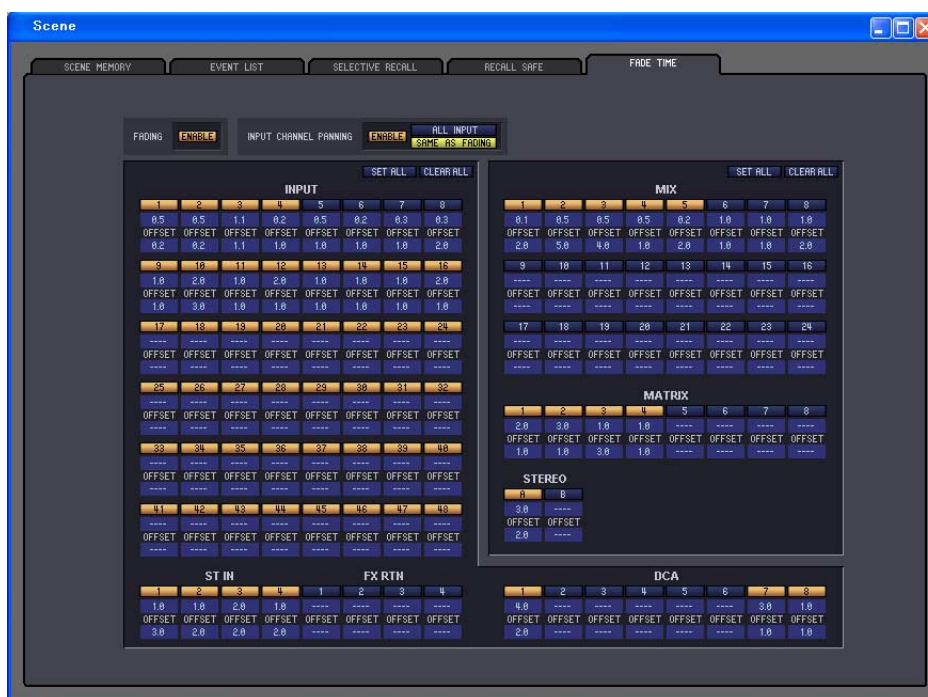 Scene
SCENE MEMORY EVENT LIST SELECTIVE RECALL RECALL SAFE FADE TIME
FADING ENABLE INPUT CHANNEL PANNING ENABLE ALL INPUT
SAME AS FADING
SET ALL CLEAR ALL
INPUT
1 2 3 4 5 6 7 8
0.5 0.5 1.1 0.2 0.5 0.2 0.3 0.3
OFFSET OFFSET OFFSET OFFSET OFFSET OFFSET OFFSET OFFSET
0.2 0.2 1.1 1.0 1.0 1.0 1.0 2.0
9 10 11 12 13 14 15 16
1.0 2.0 1.0 2.0 1.0 1.0 1.0 2.0
OFFSET OFFSET OFFSET OFFSET OFFSET OFFSET OFFSET OFFSET
1.0 3.0 1.0 1.0 1.0 1.0 1.0 1.0
17 18 19 20 21 22 23 24
---- ---- ---- ---- ---- ---- ---- ----
OFFSET OFFSET OFFSET OFFSET OFFSET OFFSET OFFSET OFFSET
---- ---- ---- ---- ---- ---- ---- ----
25 26 27 28 29 30 31 32
---- ---- ---- ---- ---- ---- ---- ----
OFFSET OFFSET OFFSET OFFSET OFFSET OFFSET OFFSET OFFSET
---- ---- ---- ---- ---- ---- ---- ----
33 34 35 36 37 38 39 40
---- ---- ---- ---- ---- ---- ---- ----
OFFSET OFFSET OFFSET OFFSET OFFSET OFFSET OFFSET OFFSET
---- ---- ---- ---- ---- ---- ---- ----
41 42 43 44 45 46 47 48
---- ---- ---- ---- ---- ---- ---- ----
OFFSET OFFSET OFFSET OFFSET OFFSET OFFSET OFFSET OFFSET
---- ---- ---- ---- ---- ---- ---- ----
ST IN FX RTN
1 2 3 4 1 2 3 4
1.0 1.0 2.0 1.0 ---- ---- ---- ----
OFFSET OFFSET OFFSET OFFSET OFFSET OFFSET OFFSET OFFSET
3.0 2.0 2.0 2.0 ---- ---- ---- ----
SET ALL CLEAR ALL
MIX
1 2 3 4 5 6 7 8
0.1 0.5 0.5 0.5 0.2 1.0 1.0 1.0
OFFSET OFFSET OFFSET OFFSET OFFSET OFFSET OFFSET OFFSET
2.0 5.0 4.0 1.0 2.0 1.0 1.0 2.0
9 10 11 12 13 14 15 16
---- ---- ---- ---- ---- ---- ---- ----
OFFSET OFFSET OFFSET OFFSET OFFSET OFFSET OFFSET OFFSET
---- ---- ---- ---- ---- ---- ---- ----
17 18 19 20 21 22 23 24
---- ---- ---- ---- ---- ---- ---- ----
OFFSET OFFSET OFFSET OFFSET OFFSET OFFSET OFFSET OFFSET
---- ---- ---- ---- ---- ---- ---- ----
MATRIX
1 2 3 4 5 6 7 8
2.0 3.0 1.0 1.0 ---- ---- ---- ----
OFFSET OFFSET OFFSET OFFSET OFFSET OFFSET OFFSET OFFSET
1.0 1.0 3.0 1.0 ---- ---- ---- ----
STEREO
A B
3.0 ----
OFFSET OFFSET
2.0 ----
DCA
1 2 3 4 5 6 7 8
4.0 ---- ---- ---- ---- ---- 3.0 1.0
OFFSET OFFSET OFFSET OFFSET OFFSET OFFSET OFFSET OFFSET
2.0 ---- ---- ---- ---- ---- 1.0 1.0